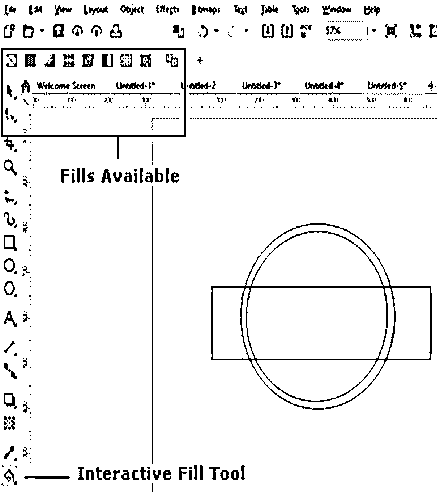 File Edit View Layout Object Effects Bitmaps Text Table Tools Window Help
57%
Welcome Screen Untitled-1* Untitled-2 Untitled-3* Untitled-4* Untitled-5*
Fills Available
Interactive Fill Tool